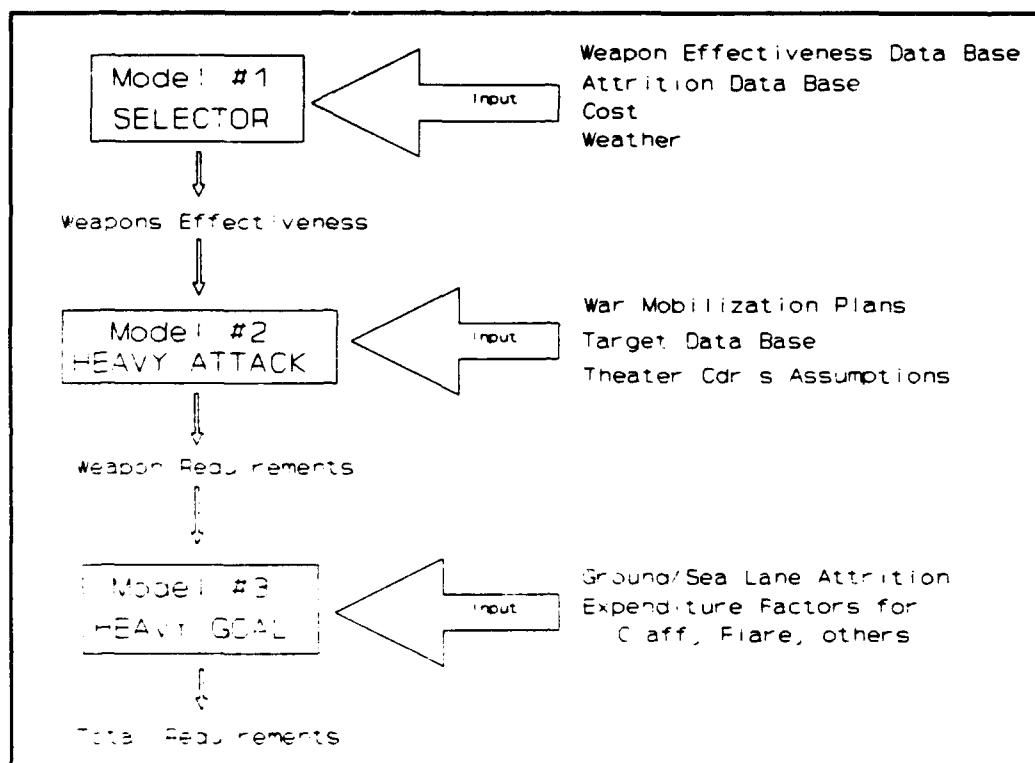 Model #1
SELECTOR
Input
Weapon Effectiveness Data Base
Attrition Data Base
Cost
Weather
Weapons Effectiveness
Model #2
HEAVY ATTACK
Input
War Mobilization Plans
Target Data Base
Theater Cdr s Assumptions
Weapon Requirements
Model #3
HEAVY GOAL
Input
Ground/Sea Lane Attrition
Expenditure Factors for
C aff, Flare, others
Total Requirements